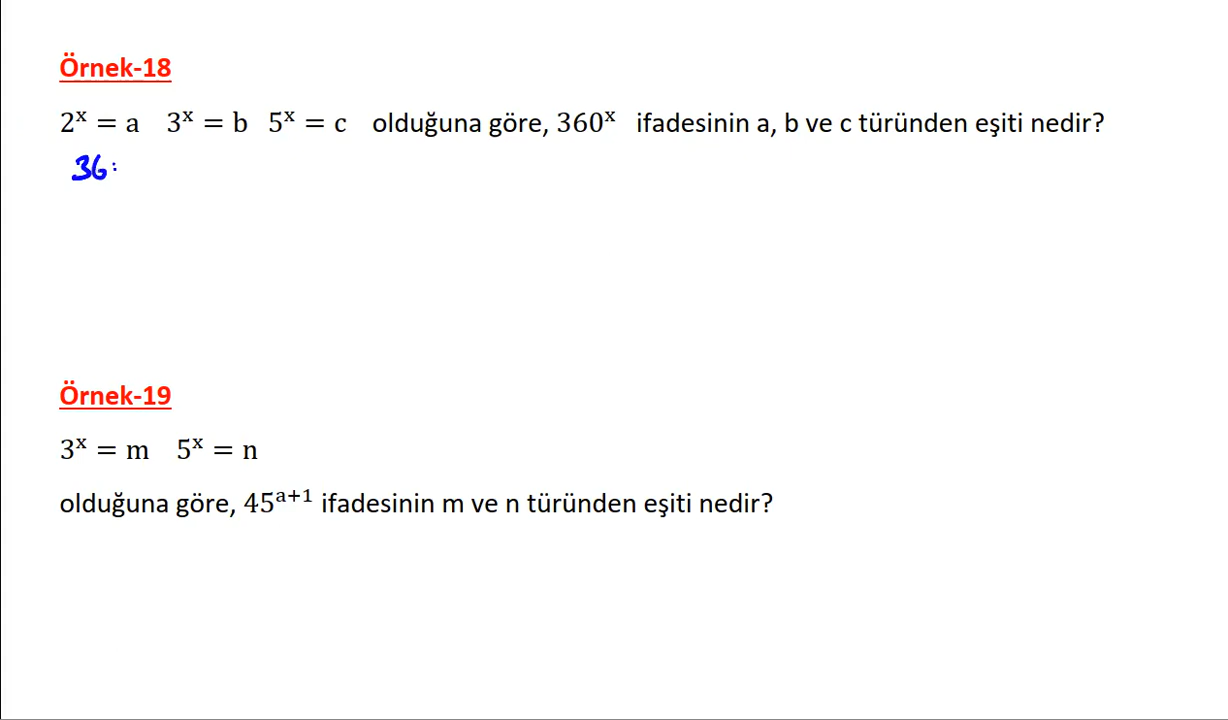 Örnek-18
2ˣ = a 3ˣ = b 5ˣ = c olduğuna göre, 360ˣ ifadesinin a, b ve c türünden eşiti nedir?
36
Örnek-19
3ˣ = m 5ˣ = n
olduğuna göre, 45ᵃ⁺¹ ifadesinin m ve n türünden eşiti nedir?